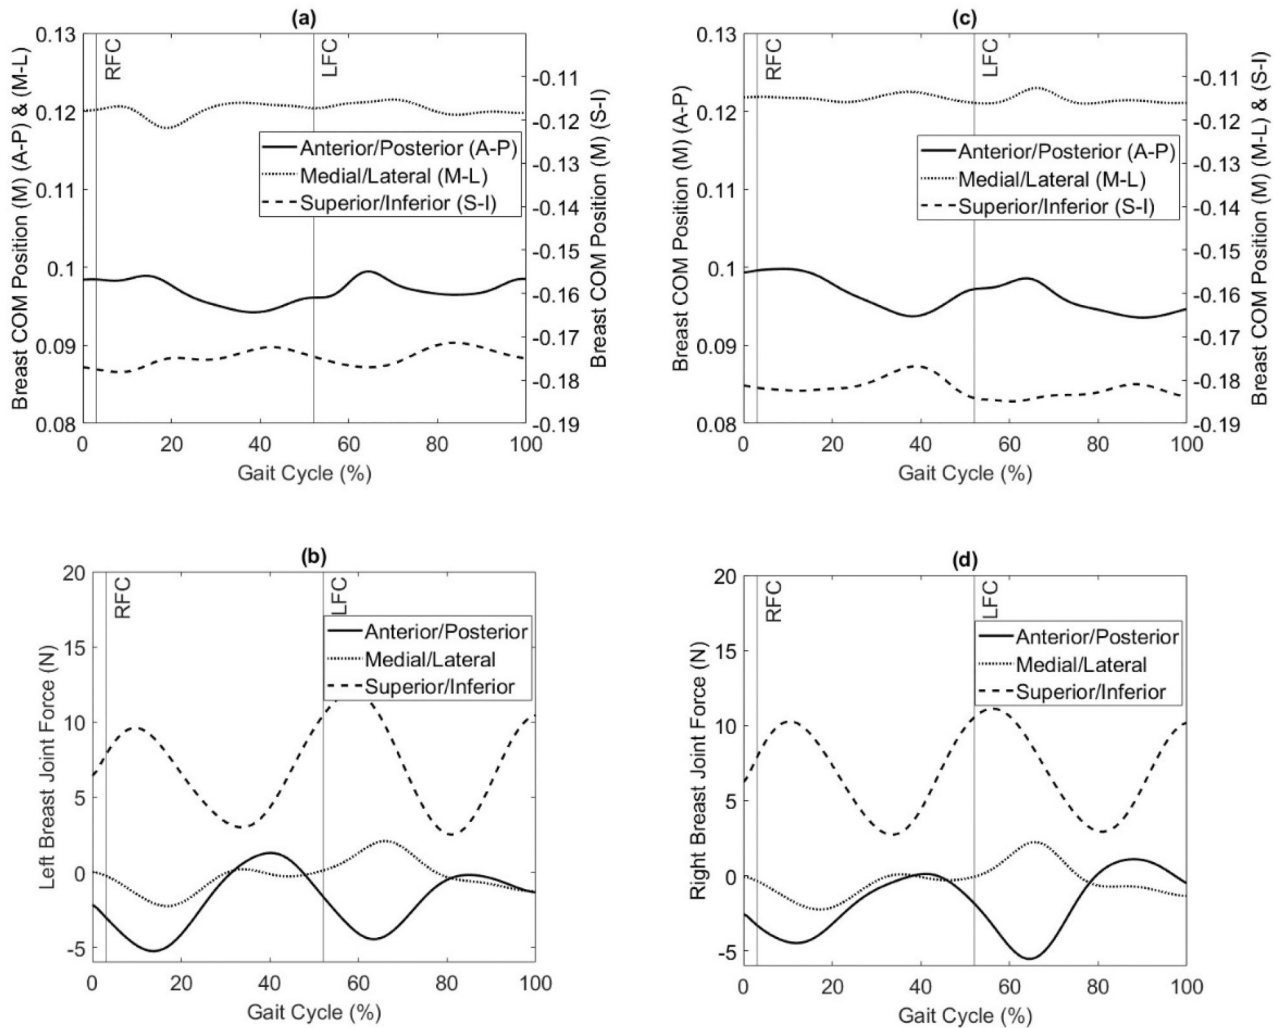 (a)
Breast COM Position (M) (A-P) & (M-L)
0.13
0.12
0.11
0.1
0.09
0.08
RFC
LFC
Anterior/Posterior (A-P)
Medial/Lateral (M-L)
Superior/Inferior (S-I)
-0.11
-0.12
-0.13
-0.14
-0.15
-0.16
-0.17
-0.18
-0.19
Breast COM Position (M) (S-I)
0 20 40 60 80 100
Gait Cycle (%)
(c)
Breast COM Position (M) (A-P)
0.13
0.12
0.11
0.1
0.09
0.08
RFC
LFC
Anterior/Posterior (A-P)
Medial/Lateral (M-L)
Superior/Inferior (S-I)
-0.11
-0.12
-0.13
-0.14
-0.15
-0.16
-0.17
-0.18
-0.19
Breast COM Position (M) (M-L) & (S-I)
0 20 40 60 80 100
Gait Cycle (%)
(b)
Left Breast Joint Force (N)
20
15
10
5
0
-5
RFC
LFC
Anterior/Posterior
Medial/Lateral
Superior/Inferior
0 20 40 60 80 100
Gait Cycle (%)
(d)
Right Breast Joint Force (N)
20
15
10
5
0
-5
RFC
LFC
Anterior/Posterior
Medial/Lateral
Superior/Inferior
0 20 40 60 80 100
Gait Cycle (%)